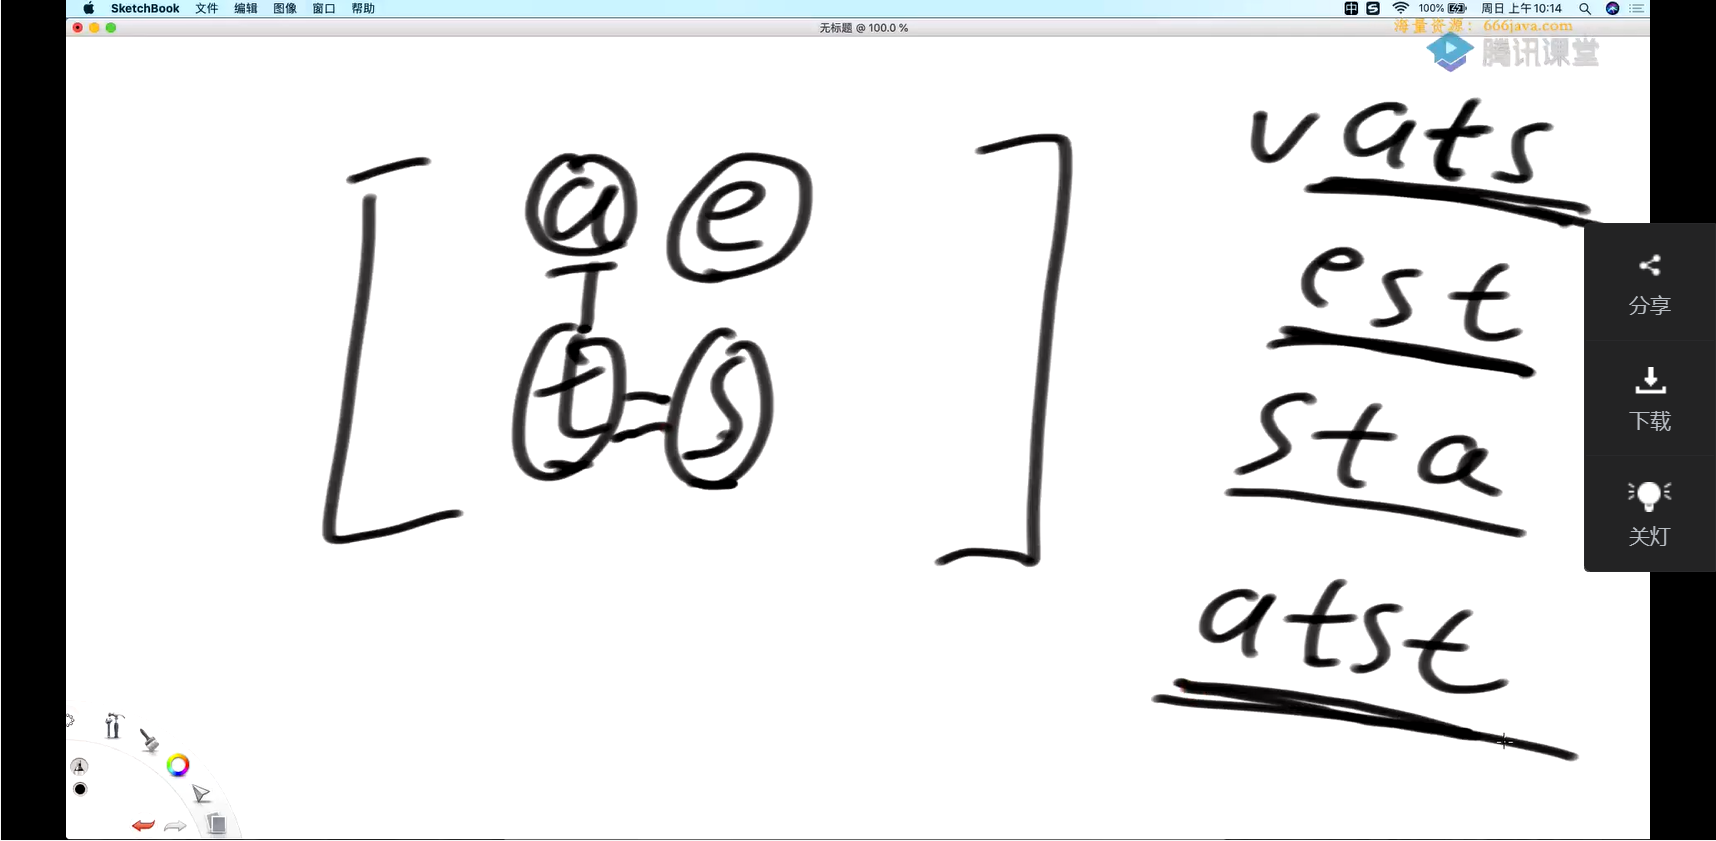 SketchBook 文件 编辑 图像 窗口 帮助 中 S 100% 周日 上午10:14
无标题 @ 100.0 %
海量资源：666java.com
腾讯课堂
a e
t s
vats
est
sta
atst
分享
下载
关灯